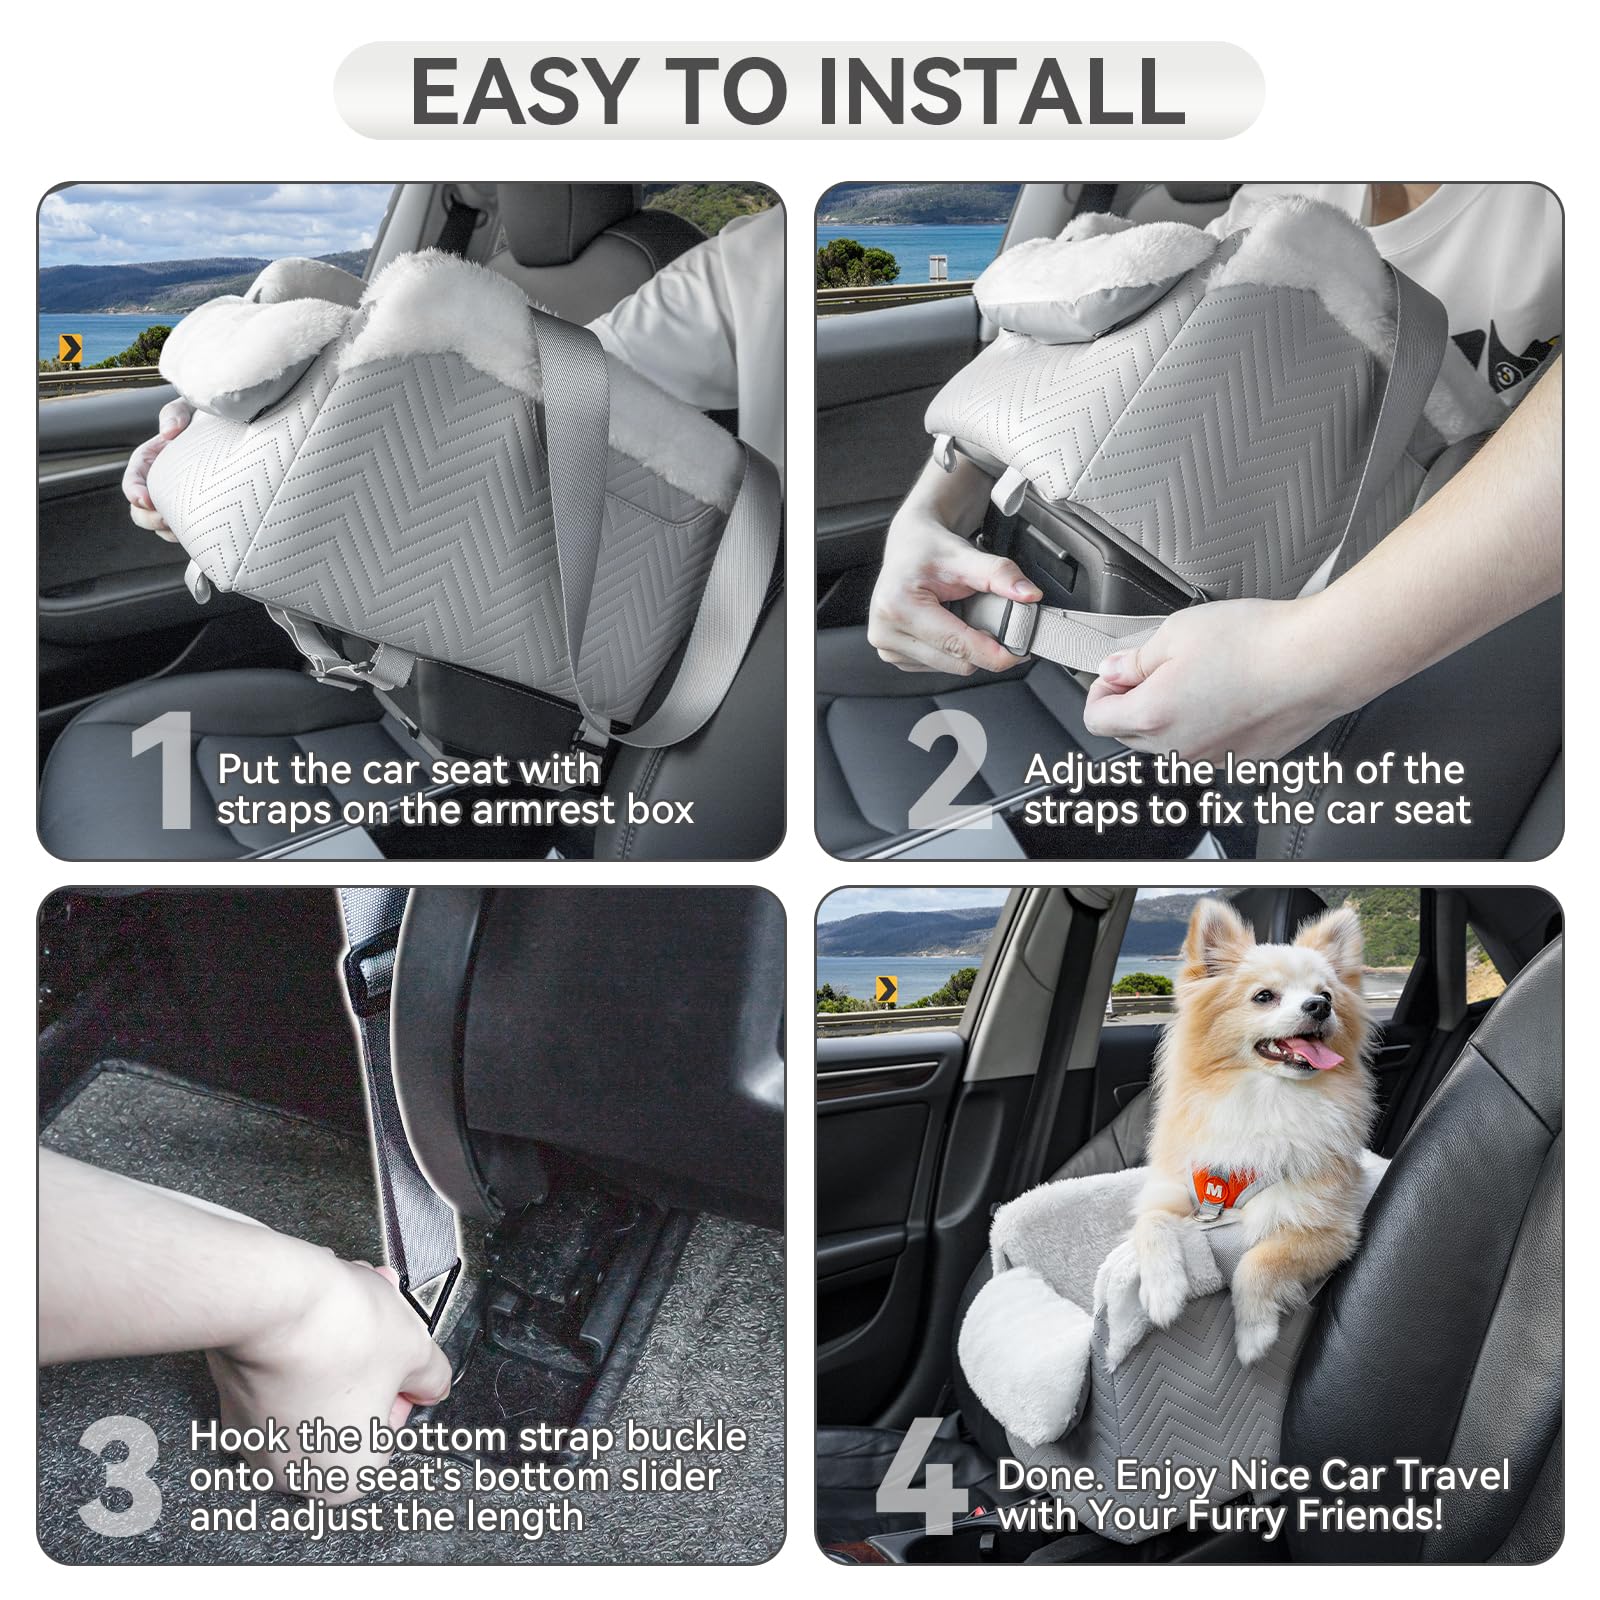 EASY TO INSTALL
1
Put the car seat with
straps on the armrest box
2
Adjust the length of the
straps to fix the car seat
3
Hook the bottom strap buckle
onto the seat's bottom slider
and adjust the length
M
4
Done. Enjoy Nice Car Travel
with Your Furry Friends!